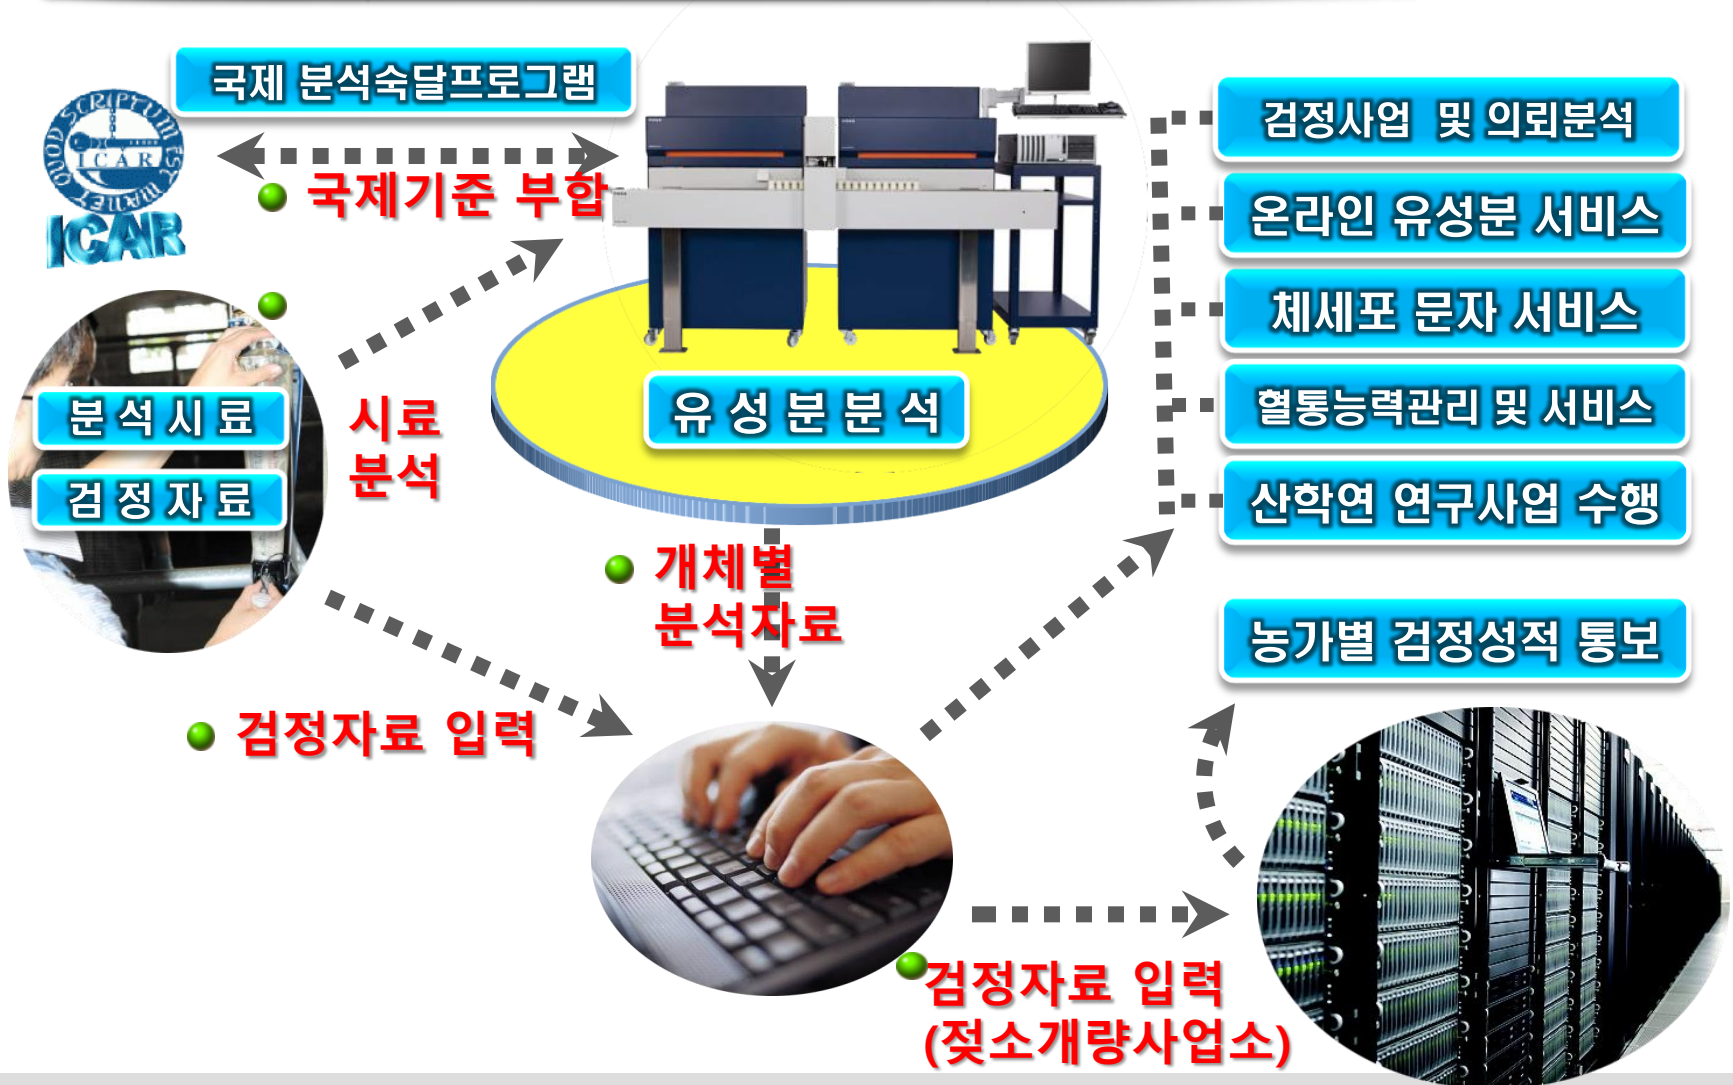 국제 분석숙달프로그램
QUOD SCRIPTUM EST MANET
ICAR
ICAR
국제기준 부합
분석시료
검정자료
시료
분석
유성분분석
개체별
분석자료
검정자료 입력
검정사업 및 의뢰분석
온라인 유성분 서비스
체세포 문자 서비스
혈통능력관리 및 서비스
산학연 연구사업 수행
농가별 검정성적 통보
검정자료 입력
(젖소개량사업소)